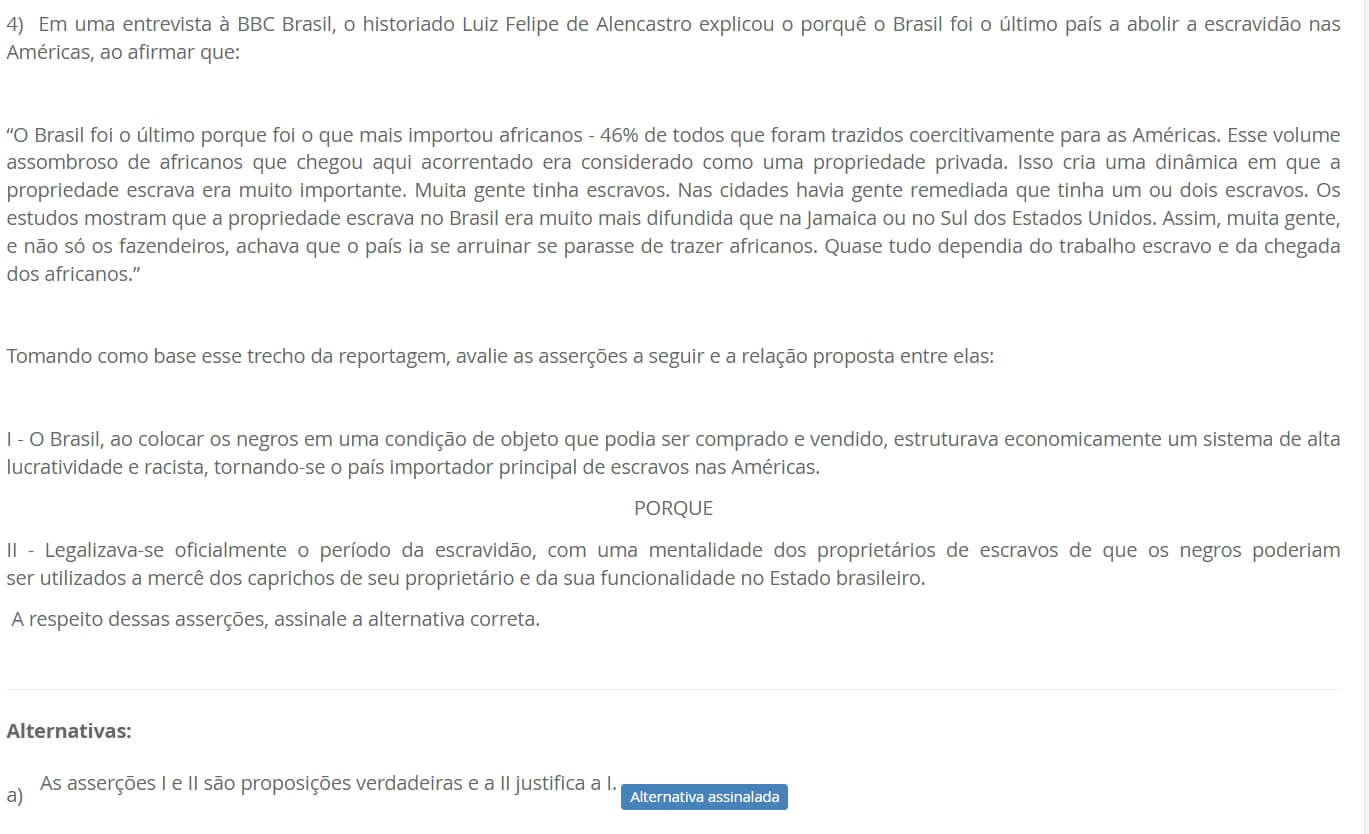 4) Em uma entrevista à BBC Brasil, o historiado Luiz Felipe de Alencastro explicou o porquê o Brasil foi o último país a abolir a escravidão nas
Américas, ao afirmar que:
“O Brasil foi o último porque foi o que mais importou africanos - 46% de todos que foram trazidos coercitivamente para as Américas. Esse volume
assombroso de africanos que chegou aqui acorrentado era considerado como uma propriedade privada. Isso cria uma dinâmica em que a
propriedade escrava era muito importante. Muita gente tinha escravos. Nas cidades havia gente remediada que tinha um ou dois escravos. Os
estudos mostram que a propriedade escrava no Brasil era muito mais difundida que na Jamaica ou no Sul dos Estados Unidos. Assim, muita gente,
e não só os fazendeiros, achava que o país ia se arruinar se parasse de trazer africanos. Quase tudo dependia do trabalho escravo e da chegada
dos africanos.”
Tomando como base esse trecho da reportagem, avalie as asserções a seguir e a relação proposta entre elas:
I - O Brasil, ao colocar os negros em uma condição de objeto que podia ser comprado e vendido, estruturava economicamente um sistema de alta
lucratividade e racista, tornando-se o país importador principal de escravos nas Américas.
PORQUE
II - Legalizava-se oficialmente o período da escravidão, com uma mentalidade dos proprietários de escravos de que os negros poderiam
ser utilizados a mercê dos caprichos de seu proprietário e da sua funcionalidade no Estado brasileiro.
A respeito dessas asserções, assinale a alternativa correta.
Alternativas:
a) As asserções I e II são proposições verdadeiras e a II justifica a I. Alternativa assinalada